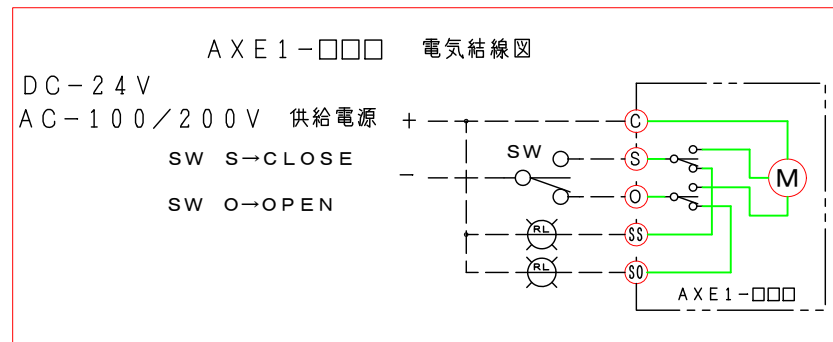 AXE1-□□□ 電気結線図
DC-24V
AC-100/200V 供給電源 + C
SW S→CLOSE SW S
- M
SW O→OPEN O
RL SS
RL SO
AXE1-□□□